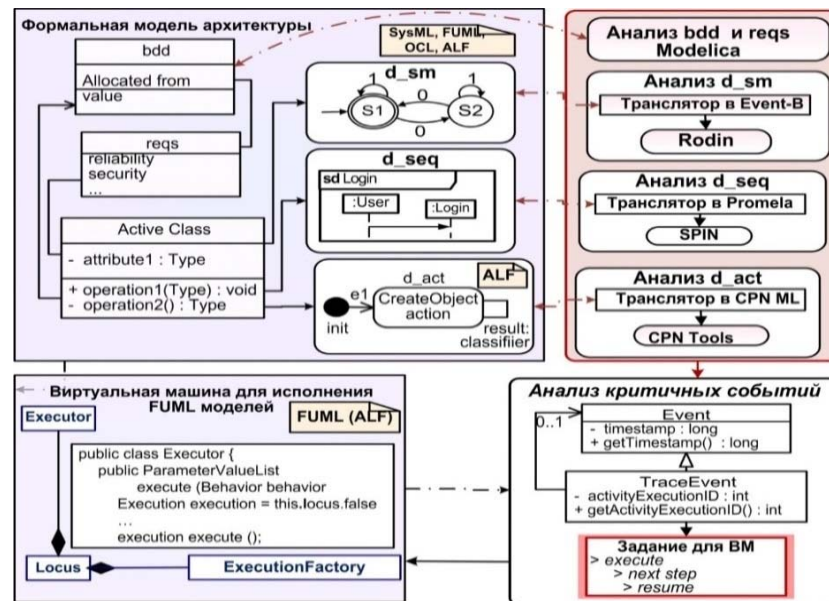 Формальная модель архитектуры
SysML, FUML,
OCL, ALF
bdd
Allocated from
value
reqs
reliability
security
...
Active Class
- attribute1 : Type
+ operation1(Type) : void
- operation2() : Type
d_sm
1
1
0
S1
S2
0
d_seq
sd Login
:User
:Login
d_act
ALF
e1
CreateObject
action
init
result:
classifiier
Анализ bdd и reqs
Modelica
Анализ d_sm
Транслятор в Event-B
Rodin
Анализ d_seq
Транслятор в Promela
SPIN
Анализ d_act
Транслятор в CPN ML
CPN Tools
Виртуальная машина для исполнения
FUML моделей
FUML (ALF)
Executor
public class Executor {
public ParameterValueList
execute (Behavior behavior
Execution execution = this.locus.false
...
execution execute ();
Locus
ExecutionFactory
Анализ критичных событий
0..1
Event
- timestamp : long
+ getTimestamp() : long
TraceEvent
- activityExecutionID : int
+ getActivityExecutionID() : int
Задание для ВМ
> execute
> next step
> resume